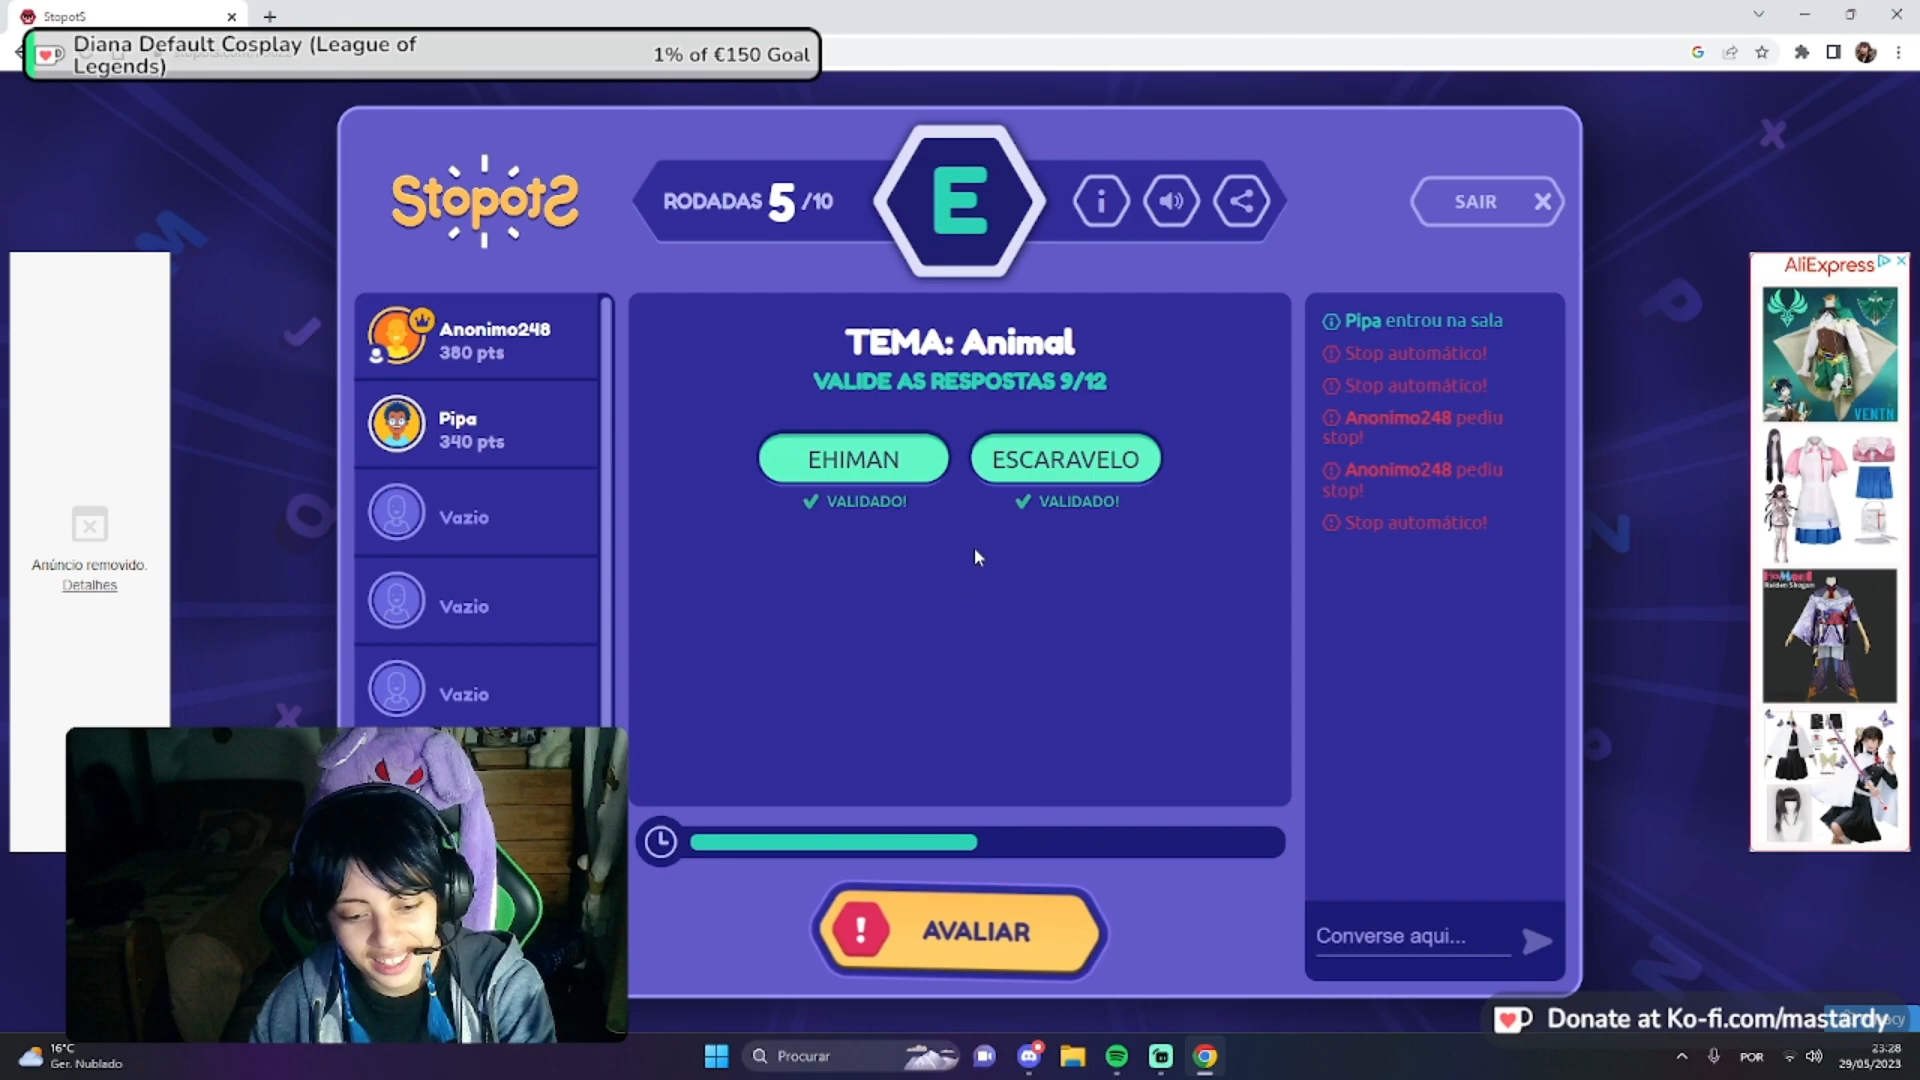 StopotS
Diana Default Cosplay (League of
Legends)
1% of €150 Goal
StopotS
RODADAS 5 /10
E
SAIR
Anonimo248
380 pts
Pipa
340 pts
Vazio
Vazio
Vazio
TEMA: Animal
VALIDE AS RESPOSTAS 9/12
EHIMAN
ESCARAVELO
VALIDADO!
VALIDADO!
AVALIAR
Pipa entrou na sala
Stop automático!
Stop automático!
Anonimo248 pediu
stop!
Anonimo248 pediu
stop!
Stop automático!
Converse aqui...
Anúncio removido.
Detalhes
AliExpress
VENTI
Raiden Shogun
Donate at Ko-fi.com/mastardy
16°C
Ger. Nublado
Procurar
POR
23:28
29/05/2023